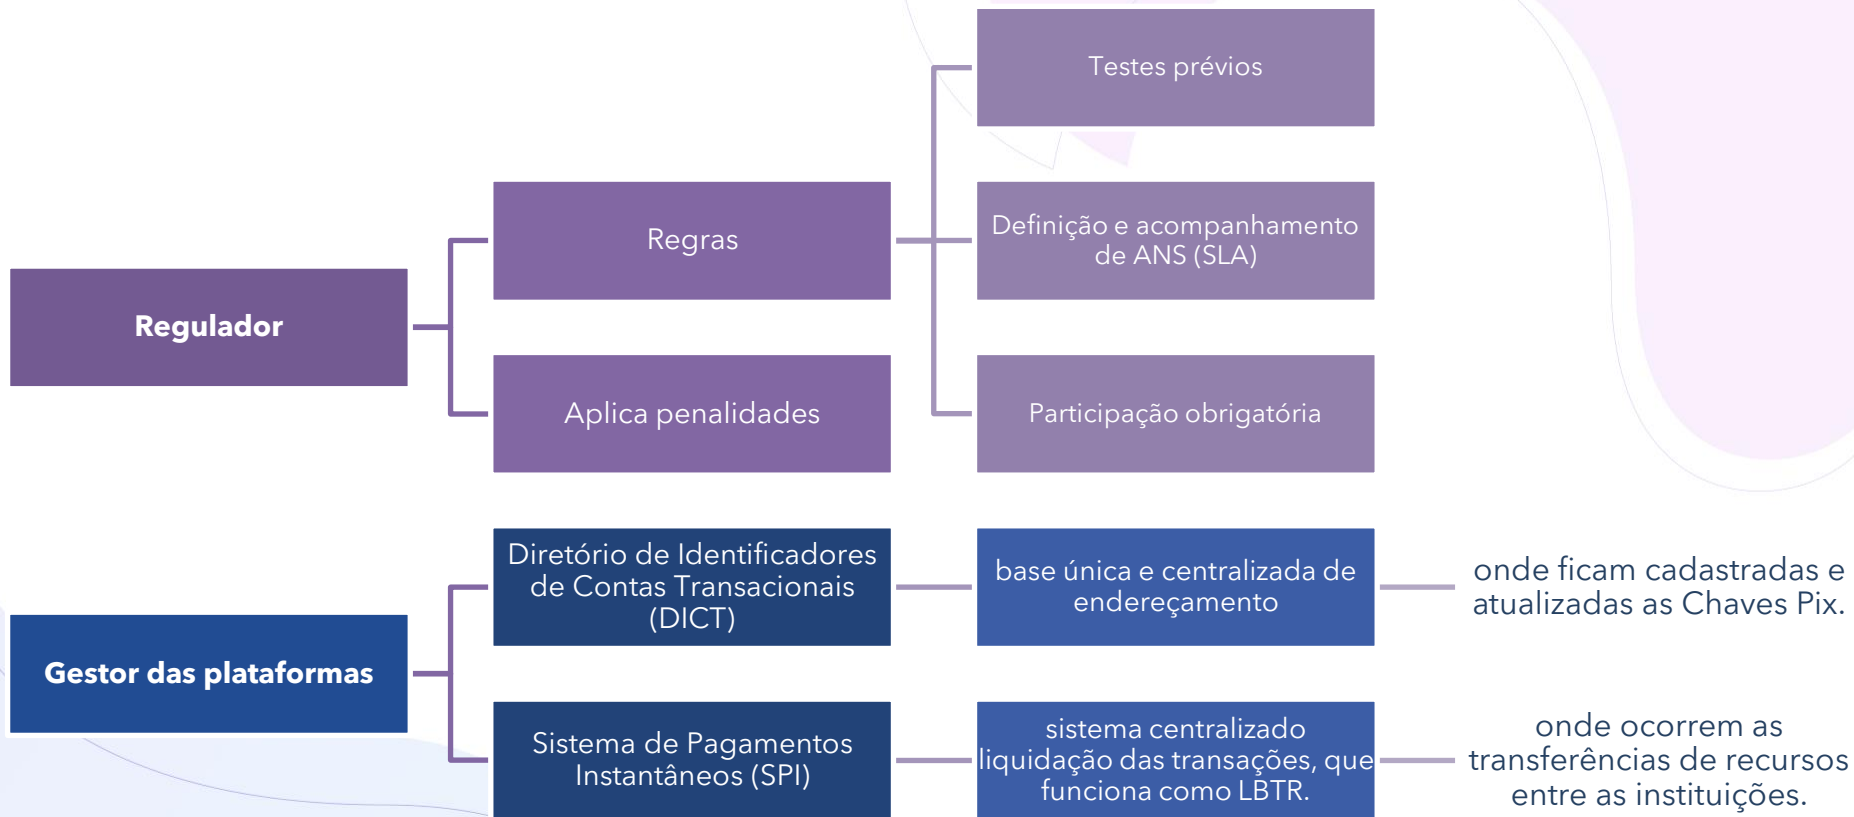 Regulador
Regras
Aplica penalidades
Testes prévios
Definição e acompanhamento
de ANS (SLA)
Participação obrigatória
Gestor das plataformas
Diretório de Identificadores
de Contas Transacionais
(DICT)
base única e centralizada de
endereçamento
onde ficam cadastradas e
atualizadas as Chaves Pix.
Sistema de Pagamentos
Instantâneos (SPI)
sistema centralizado
liquidação das transações, que
funciona como LBTR.
onde ocorrem as
transferências de recursos
entre as instituições.